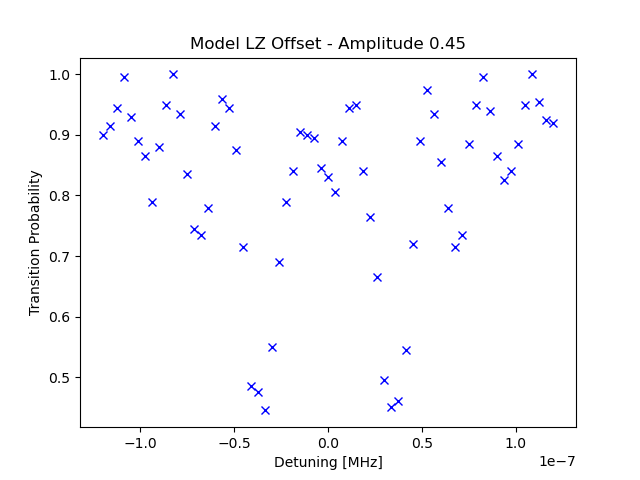 Model LZ Offset - Amplitude 0.45
1.0
0.9
0.8
0.7
0.6
0.5
Transition Probability
−1.0 −0.5 0.0 0.5 1.0
1e−7
Detuning [MHz]